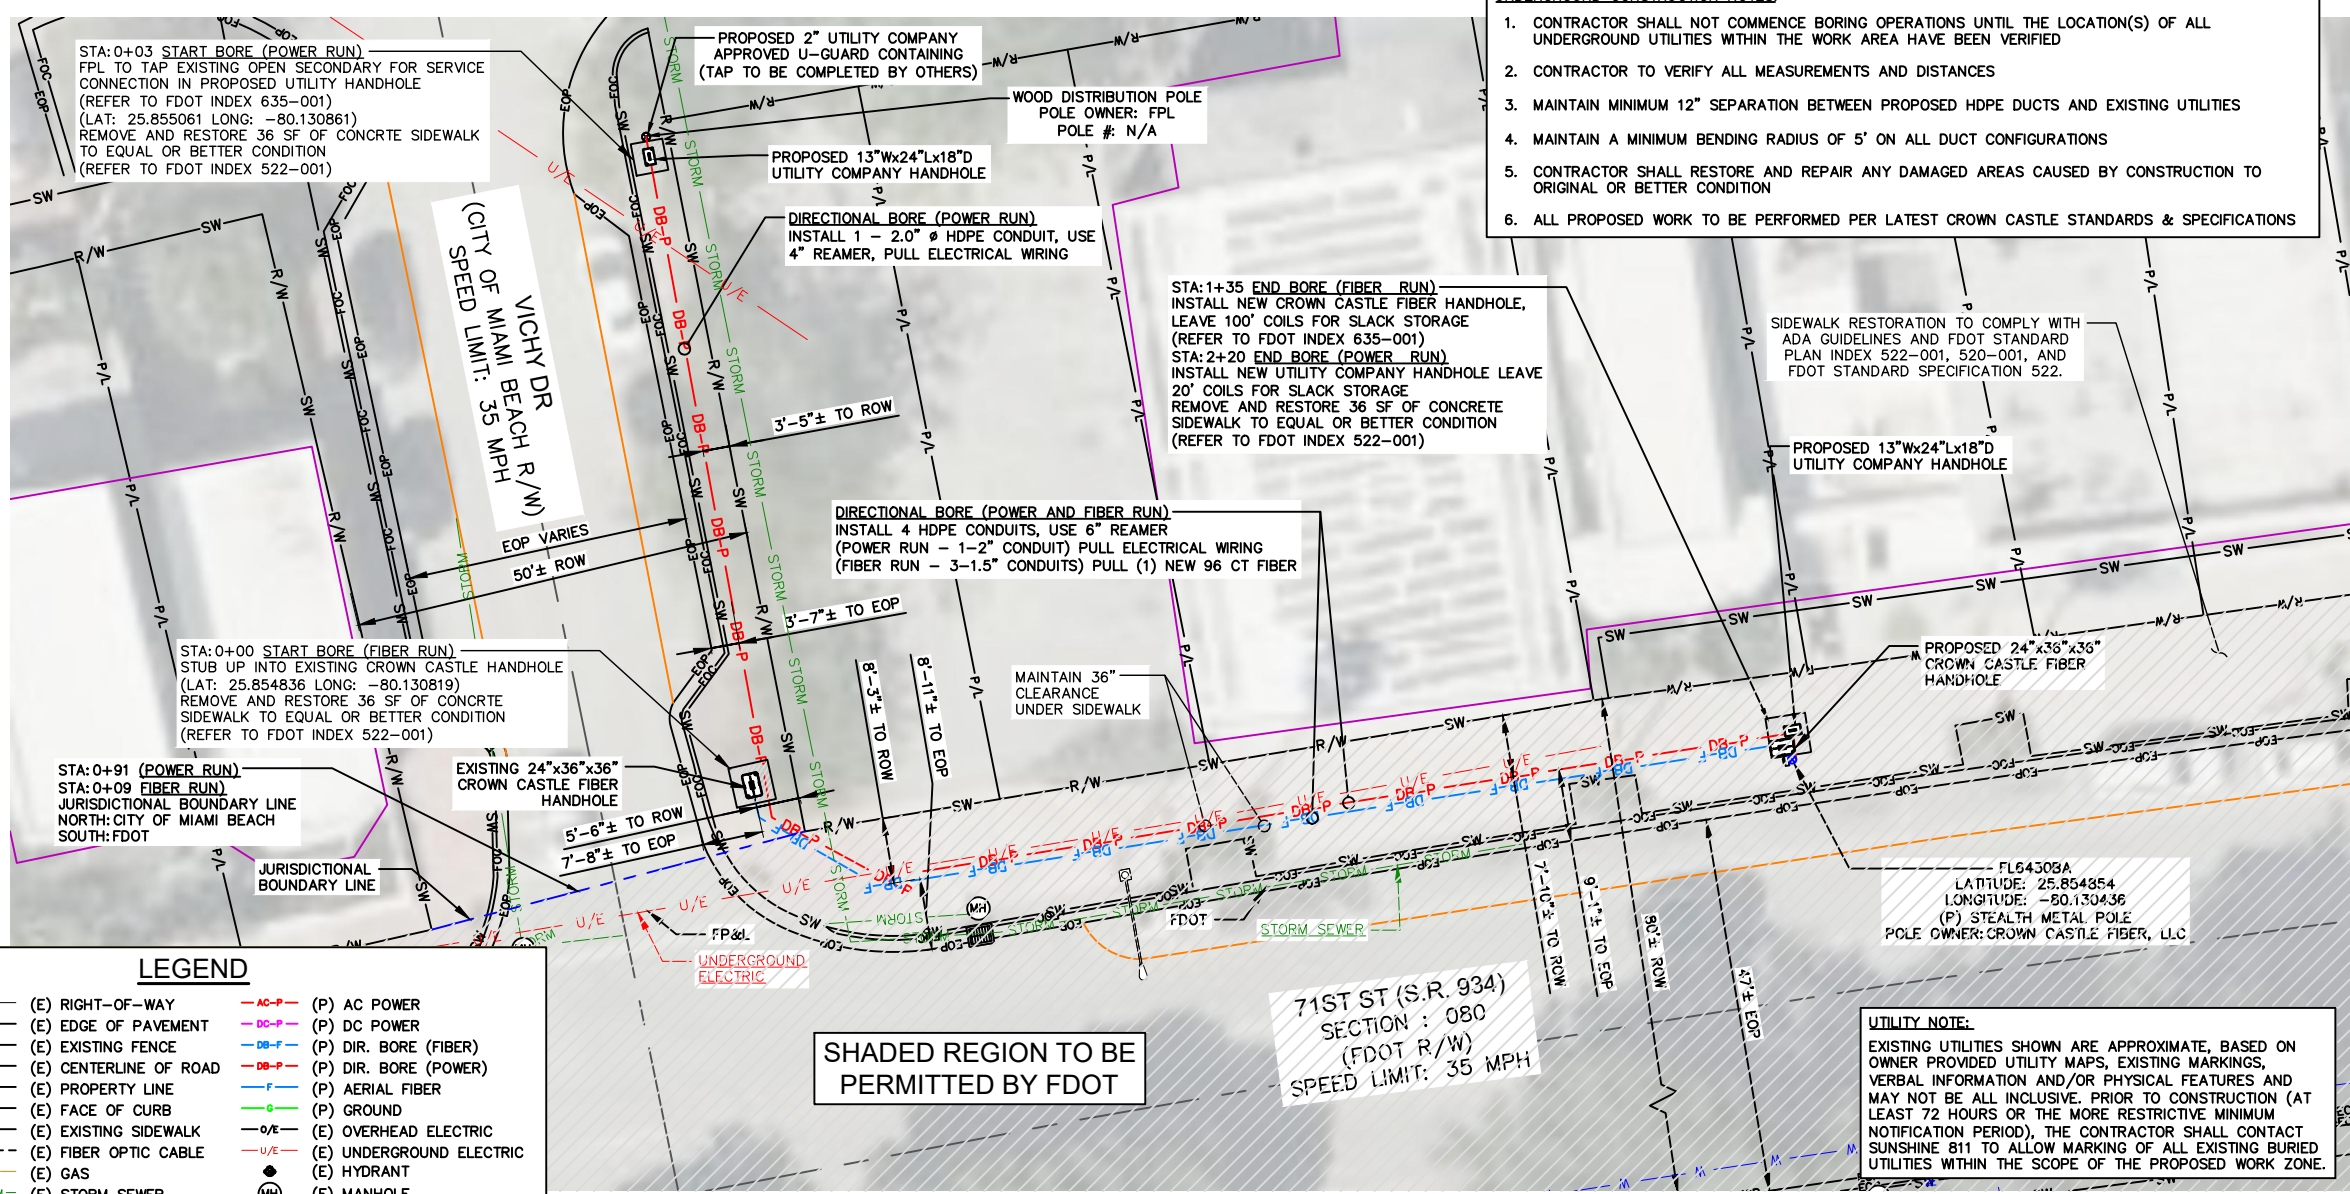 STA: 0+03 START BORE (POWER RUN)
FPL TO TAP EXISTING OPEN SECONDARY FOR SERVICE
CONNECTION IN PROPOSED UTILITY HANDHOLE
(REFER TO FDOT INDEX 635-001)
(LAT: 25.855061 LONG: -80.130861)
REMOVE AND RESTORE 36 SF OF CONCRTE SIDEWALK
TO EQUAL OR BETTER CONDITION
(REFER TO FDOT INDEX 522-001)
PROPOSED 2" UTILITY COMPANY
APPROVED U-GUARD CONTAINING
(TAP TO BE COMPLETED BY OTHERS)
WOOD DISTRIBUTION POLE
POLE OWNER: FPL
POLE #: N/A
PROPOSED 13"Wx24"Lx18"D
UTILITY COMPANY HANDHOLE
DIRECTIONAL BORE (POWER RUN)
INSTALL 1 - 2.0" ø HDPE CONDUIT, USE
4" REAMER, PULL ELECTRICAL WIRING
1. CONTRACTOR SHALL NOT COMMENCE BORING OPERATIONS UNTIL THE LOCATION(S) OF ALL
UNDERGROUND UTILITIES WITHIN THE WORK AREA HAVE BEEN VERIFIED
2. CONTRACTOR TO VERIFY ALL MEASUREMENTS AND DISTANCES
3. MAINTAIN MINIMUM 12" SEPARATION BETWEEN PROPOSED HDPE DUCTS AND EXISTING UTILITIES
4. MAINTAIN A MINIMUM BENDING RADIUS OF 5' ON ALL DUCT CONFIGURATIONS
5. CONTRACTOR SHALL RESTORE AND REPAIR ANY DAMAGED AREAS CAUSED BY CONSTRUCTION TO
ORIGINAL OR BETTER CONDITION
6. ALL PROPOSED WORK TO BE PERFORMED PER LATEST CROWN CASTLE STANDARDS & SPECIFICATIONS
VICHY DR
(CITY OF MIAMI BEACH R/W)
SPEED LIMIT: 35 MPH
STA: 1+35 END BORE (FIBER RUN)
INSTALL NEW CROWN CASTLE FIBER HANDHOLE,
LEAVE 100' COILS FOR SLACK STORAGE
(REFER TO FDOT INDEX 635-001)
STA: 2+20 END BORE (POWER RUN)
INSTALL NEW UTILITY COMPANY HANDHOLE LEAVE
20' COILS FOR SLACK STORAGE
REMOVE AND RESTORE 36 SF OF CONCRETE
SIDEWALK TO EQUAL OR BETTER CONDITION
(REFER TO FDOT INDEX 522-001)
SIDEWALK RESTORATION TO COMPLY WITH
ADA GUIDELINES AND FDOT STANDARD
PLAN INDEX 522-001, 520-001, AND
FDOT STANDARD SPECIFICATION 522.
PROPOSED 13"Wx24"Lx18"D
UTILITY COMPANY HANDHOLE
3'-5"± TO ROW
EOP VARIES
50'± ROW
DIRECTIONAL BORE (POWER AND FIBER RUN)
INSTALL 4 HDPE CONDUITS, USE 6" REAMER
(POWER RUN - 1-2" CONDUIT) PULL ELECTRICAL WIRING
(FIBER RUN - 3-1.5" CONDUITS) PULL (1) NEW 96 CT FIBER
3'-7"± TO EOP
STA: 0+00 START BORE (FIBER RUN)
STUB UP INTO EXISTING CROWN CASTLE HANDHOLE
(LAT: 25.854836 LONG: -80.130819)
REMOVE AND RESTORE 36 SF OF CONCRTE
SIDEWALK TO EQUAL OR BETTER CONDITION
(REFER TO FDOT INDEX 522-001)
8'-3"± TO ROW
8'-11"± TO EOP
MAINTAIN 36"
CLEARANCE
UNDER SIDEWALK
PROPOSED 24"x36"x36"
CROWN CASTLE FIBER
HANDHOLE
STA: 0+91 (POWER RUN)
STA: 0+09 FIBER RUN)
JURISDICTIONAL BOUNDARY LINE
NORTH: CITY OF MIAMI BEACH
SOUTH: FDOT
EXISTING 24"x36"x36"
CROWN CASTLE FIBER
HANDHOLE
5'-6"± TO ROW
7'-8"± TO EOP
JURISDICTIONAL
BOUNDARY LINE
FP&L
UNDERGROUND
ELECTRIC
MH
FDOT
STORM SEWER
7'-10"± TO ROW
9'-1"± TO EOP
80'± ROW
47'± EOP
FL6430BA
LATITUDE: 25.854854
LONGITUDE: -80.130436
(P) STEALTH METAL POLE
POLE OWNER: CROWN CASTLE FIBER, LLC
71ST ST (S.R. 934)
SECTION : 080
(FDOT R/W)
SPEED LIMIT: 35 MPH
SHADED REGION TO BE
PERMITTED BY FDOT
LEGEND
(E) RIGHT-OF-WAY
(E) EDGE OF PAVEMENT
(E) EXISTING FENCE
(E) CENTERLINE OF ROAD
(E) PROPERTY LINE
(E) FACE OF CURB
(E) EXISTING SIDEWALK
(E) FIBER OPTIC CABLE
(E) GAS
(E) STORM SEWER
AC-P (P) AC POWER
DC-P (P) DC POWER
DB-F (P) DIR. BORE (FIBER)
DB-P (P) DIR. BORE (POWER)
F (P) AERIAL FIBER
G (P) GROUND
O/E (E) OVERHEAD ELECTRIC
U/E (E) UNDERGROUND ELECTRIC
(E) HYDRANT
MH (E) MANHOLE
UTILITY NOTE:
EXISTING UTILITIES SHOWN ARE APPROXIMATE, BASED ON
OWNER PROVIDED UTILITY MAPS, EXISTING MARKINGS,
VERBAL INFORMATION AND/OR PHYSICAL FEATURES AND
MAY NOT BE ALL INCLUSIVE. PRIOR TO CONSTRUCTION (AT
LEAST 72 HOURS OR THE MORE RESTRICTIVE MINIMUM
NOTIFICATION PERIOD), THE CONTRACTOR SHALL CONTACT
SUNSHINE 811 TO ALLOW MARKING OF ALL EXISTING BURIED
UTILITIES WITHIN THE SCOPE OF THE PROPOSED WORK ZONE.